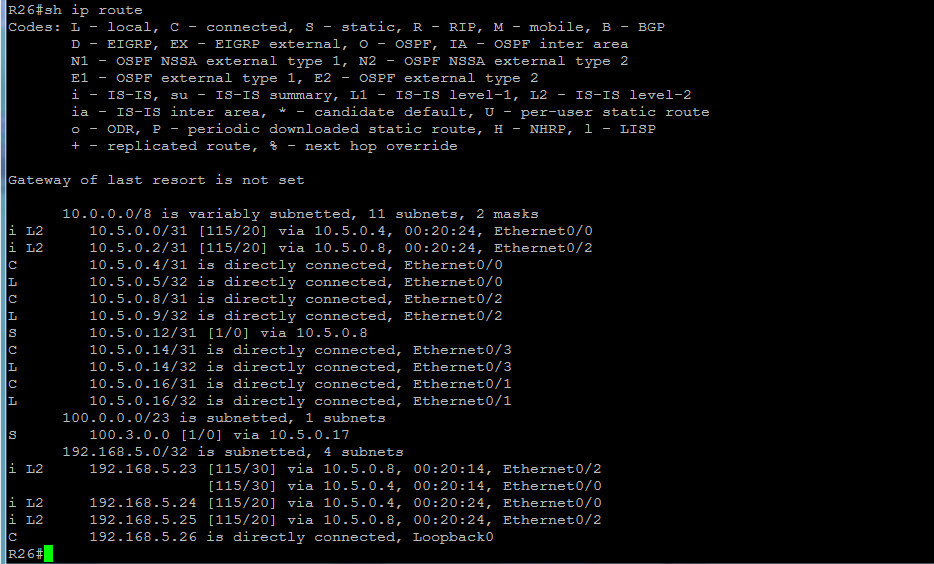 R26#sh ip route
Codes: L - local, C - connected, S - static, R - RIP, M - mobile, B - BGP
       D - EIGRP, EX - EIGRP external, O - OSPF, IA - OSPF inter area
       N1 - OSPF NSSA external type 1, N2 - OSPF NSSA external type 2
       E1 - OSPF external type 1, E2 - OSPF external type 2
       i - IS-IS, su - IS-IS summary, L1 - IS-IS level-1, L2 - IS-IS level-2
       ia - IS-IS inter area, * - candidate default, U - per-user static route
       o - ODR, P - periodic downloaded static route, H - NHRP, l - LISP
       + - replicated route, % - next hop override

Gateway of last resort is not set

      10.0.0.0/8 is variably subnetted, 11 subnets, 2 masks
i L2     10.5.0.0/31 [115/20] via 10.5.0.4, 00:20:24, Ethernet0/0
i L2     10.5.0.2/31 [115/20] via 10.5.0.8, 00:20:24, Ethernet0/2
C        10.5.0.4/31 is directly connected, Ethernet0/0
L        10.5.0.5/32 is directly connected, Ethernet0/0
C        10.5.0.8/31 is directly connected, Ethernet0/2
L        10.5.0.9/32 is directly connected, Ethernet0/2
S        10.5.0.12/31 [1/0] via 10.5.0.8
C        10.5.0.14/31 is directly connected, Ethernet0/3
L        10.5.0.14/32 is directly connected, Ethernet0/3
C        10.5.0.16/31 is directly connected, Ethernet0/1
L        10.5.0.16/32 is directly connected, Ethernet0/1
      100.0.0.0/23 is subnetted, 1 subnets
S        100.3.0.0 [1/0] via 10.5.0.17
      192.168.5.0/32 is subnetted, 4 subnets
i L2     192.168.5.23 [115/30] via 10.5.0.8, 00:20:14, Ethernet0/2
                      [115/30] via 10.5.0.4, 00:20:14, Ethernet0/0
i L2     192.168.5.24 [115/20] via 10.5.0.4, 00:20:24, Ethernet0/0
i L2     192.168.5.25 [115/20] via 10.5.0.8, 00:20:24, Ethernet0/2
C        192.168.5.26 is directly connected, Loopback0
R26#